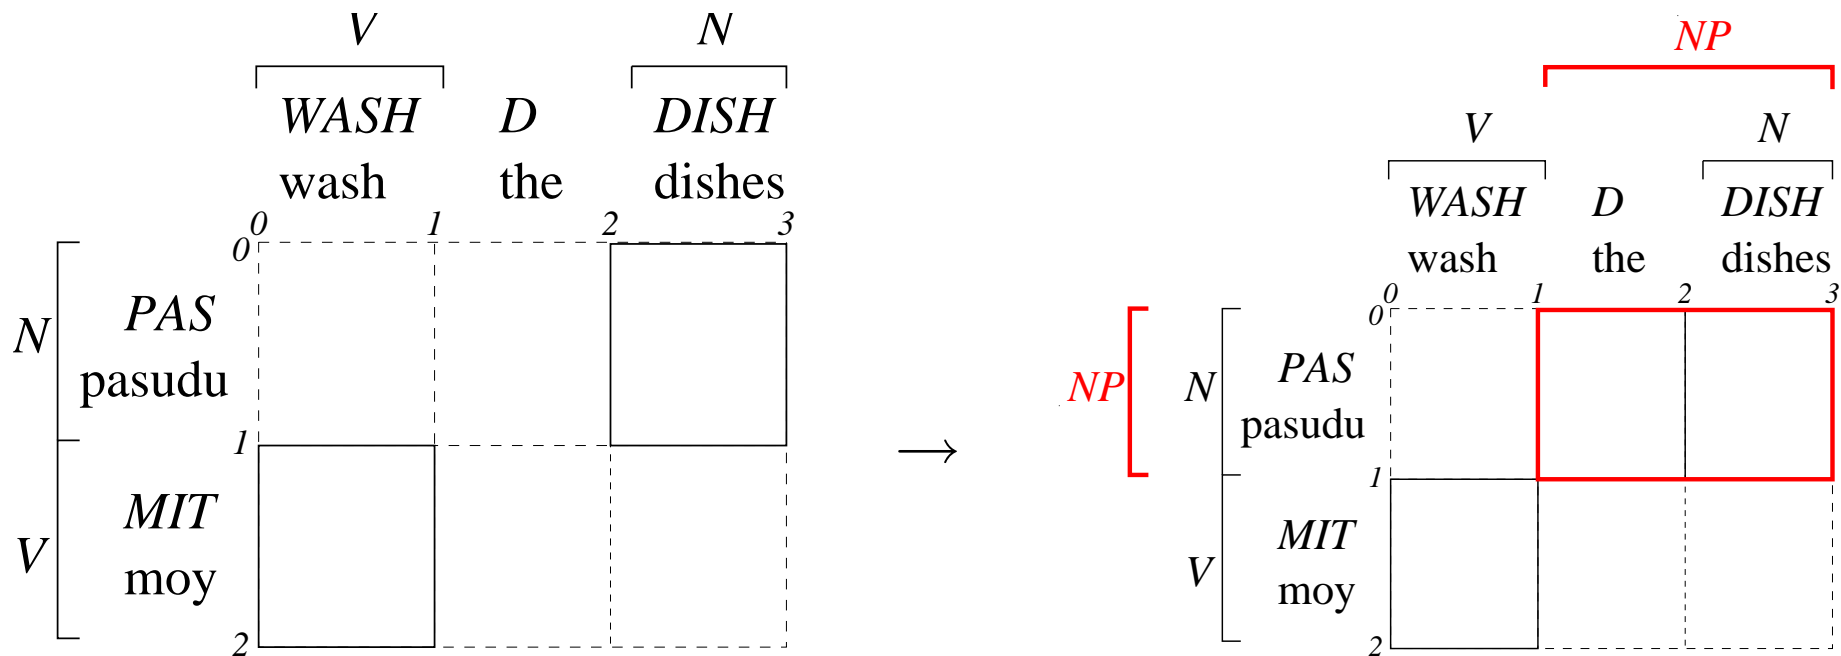 V N
WASH D DISH
wash the dishes
0 1 2 3
0
N PAS
pasudu
1
V MIT
moy
2
→
NP
V N
WASH D DISH
wash the dishes
0 1 2 3
0
NP N PAS
pasudu
1
V MIT
moy
2